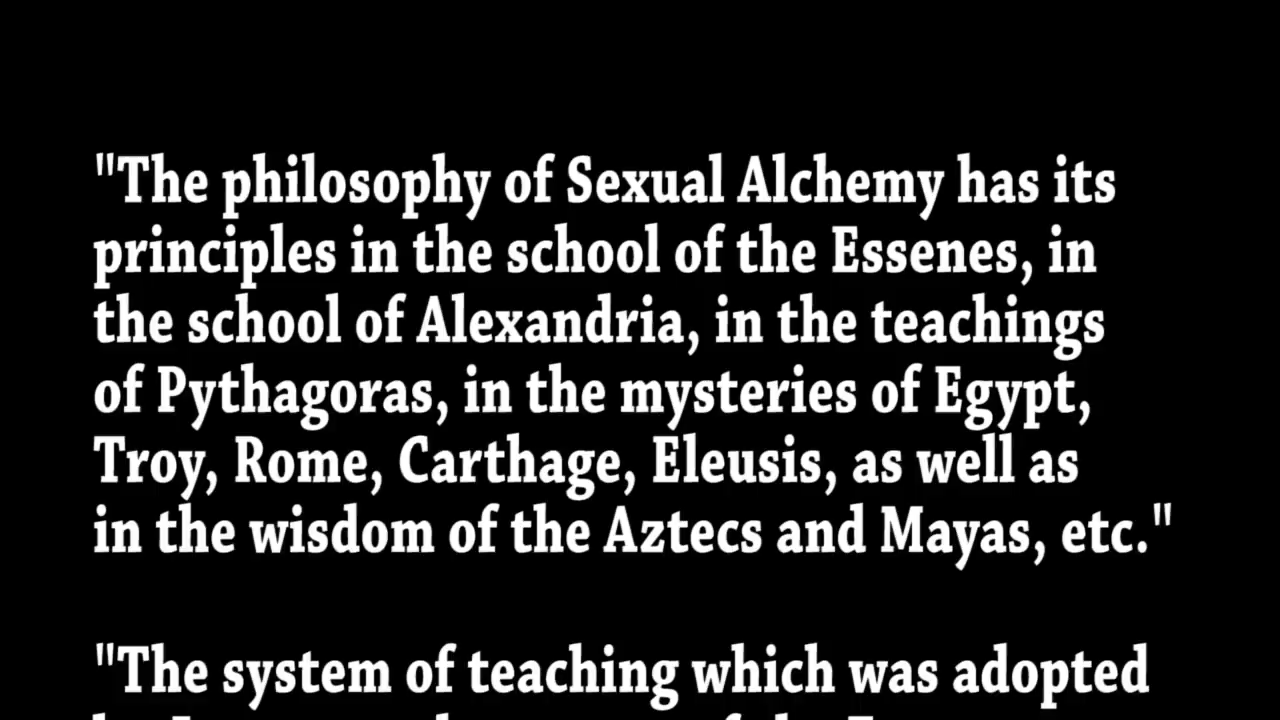 "The philosophy of Sexual Alchemy has its
principles in the school of the Essenes, in
the school of Alexandria, in the teachings
of Pythagoras, in the mysteries of Egypt,
Troy, Rome, Carthage, Eleusis, as well as
in the wisdom of the Aztecs and Mayas, etc."
"The system of teaching which was adopted